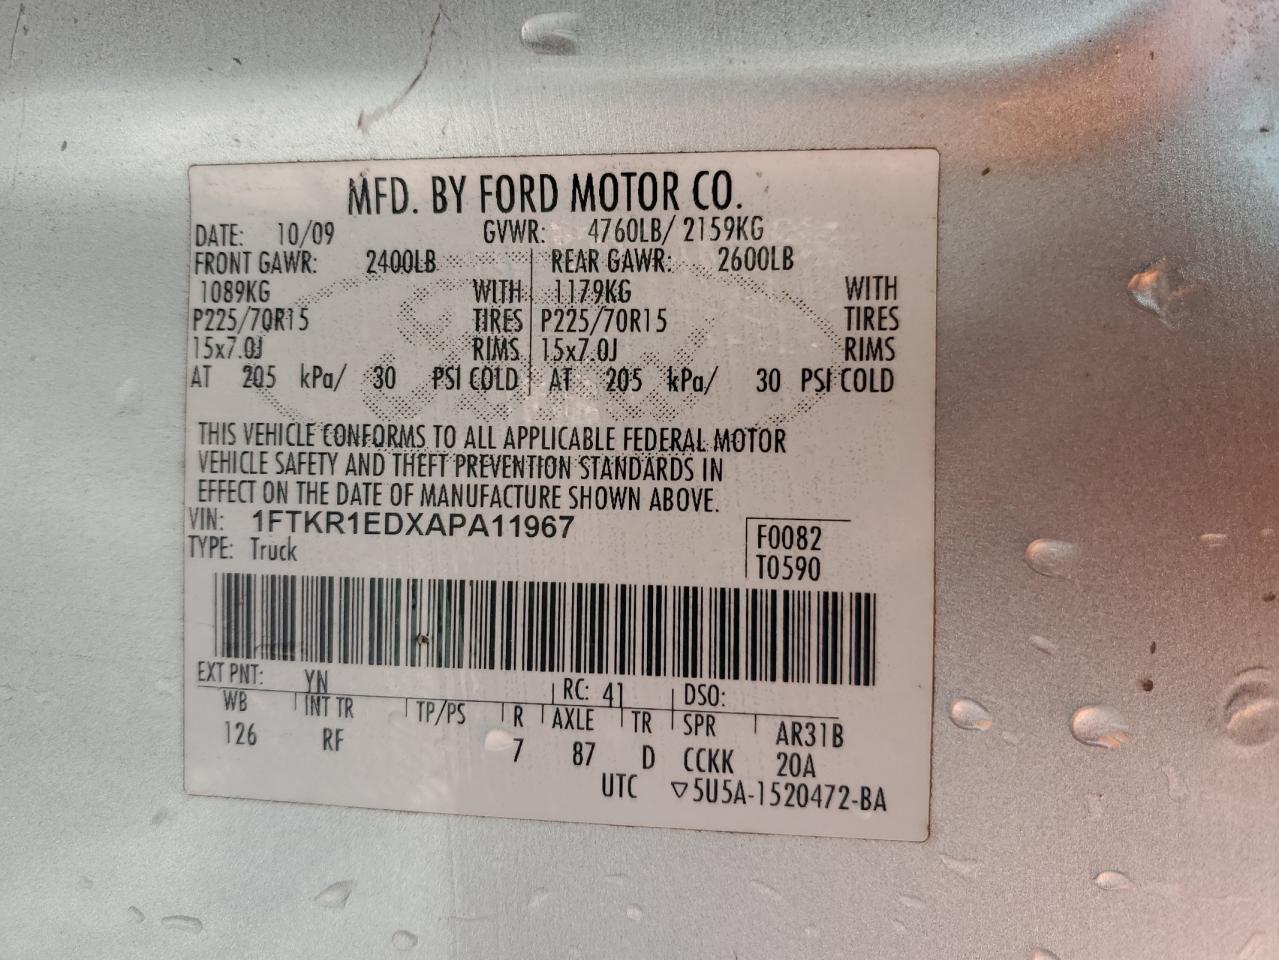 MFD. BY FORD MOTOR CO.
DATE: 10/09 GVWR: 4760LB/ 2159KG
FRONT GAWR: 2400LB REAR GAWR: 2600LB
1089KG WITH 1179KG WITH
P225/70R15 TIRES P225/70R15 TIRES
15x7.0J RIMS 15x7.0J RIMS
AT 205 kPa/ 30 PSI COLD AT 205 kPa/ 30 PSI COLD
THIS VEHICLE CONFORMS TO ALL APPLICABLE FEDERAL MOTOR
VEHICLE SAFETY AND THEFT PREVENTION STANDARDS IN
EFFECT ON THE DATE OF MANUFACTURE SHOWN ABOVE.
VIN: 1FTKR1EDXAPA11967
TYPE: Truck
F0082
T0590
EXT PNT: YN RC: 41 DSO:
WB INT TR TP/PS R AXLE TR SPR AR31B
126 RF 7 87 D CCKK 20A
UTC ▽5U5A-1520472-BA